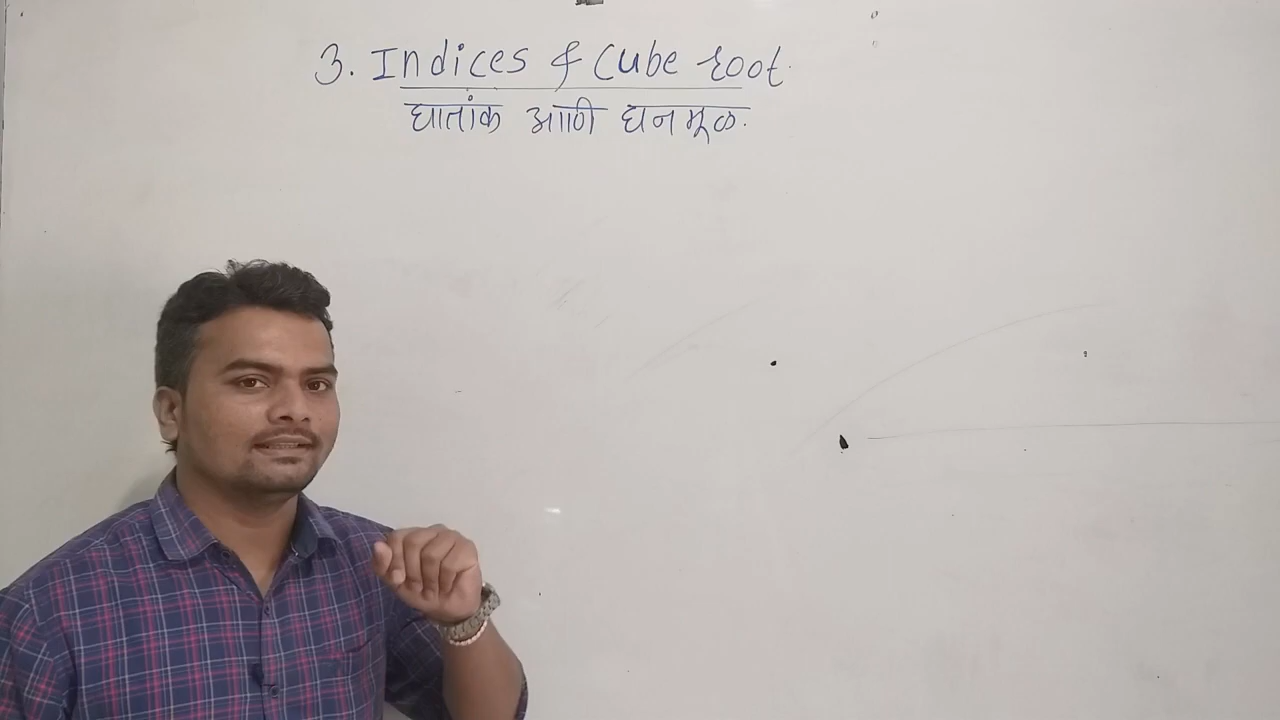 3. Indices & Cube root.
घातांक आणि घनमूळ.